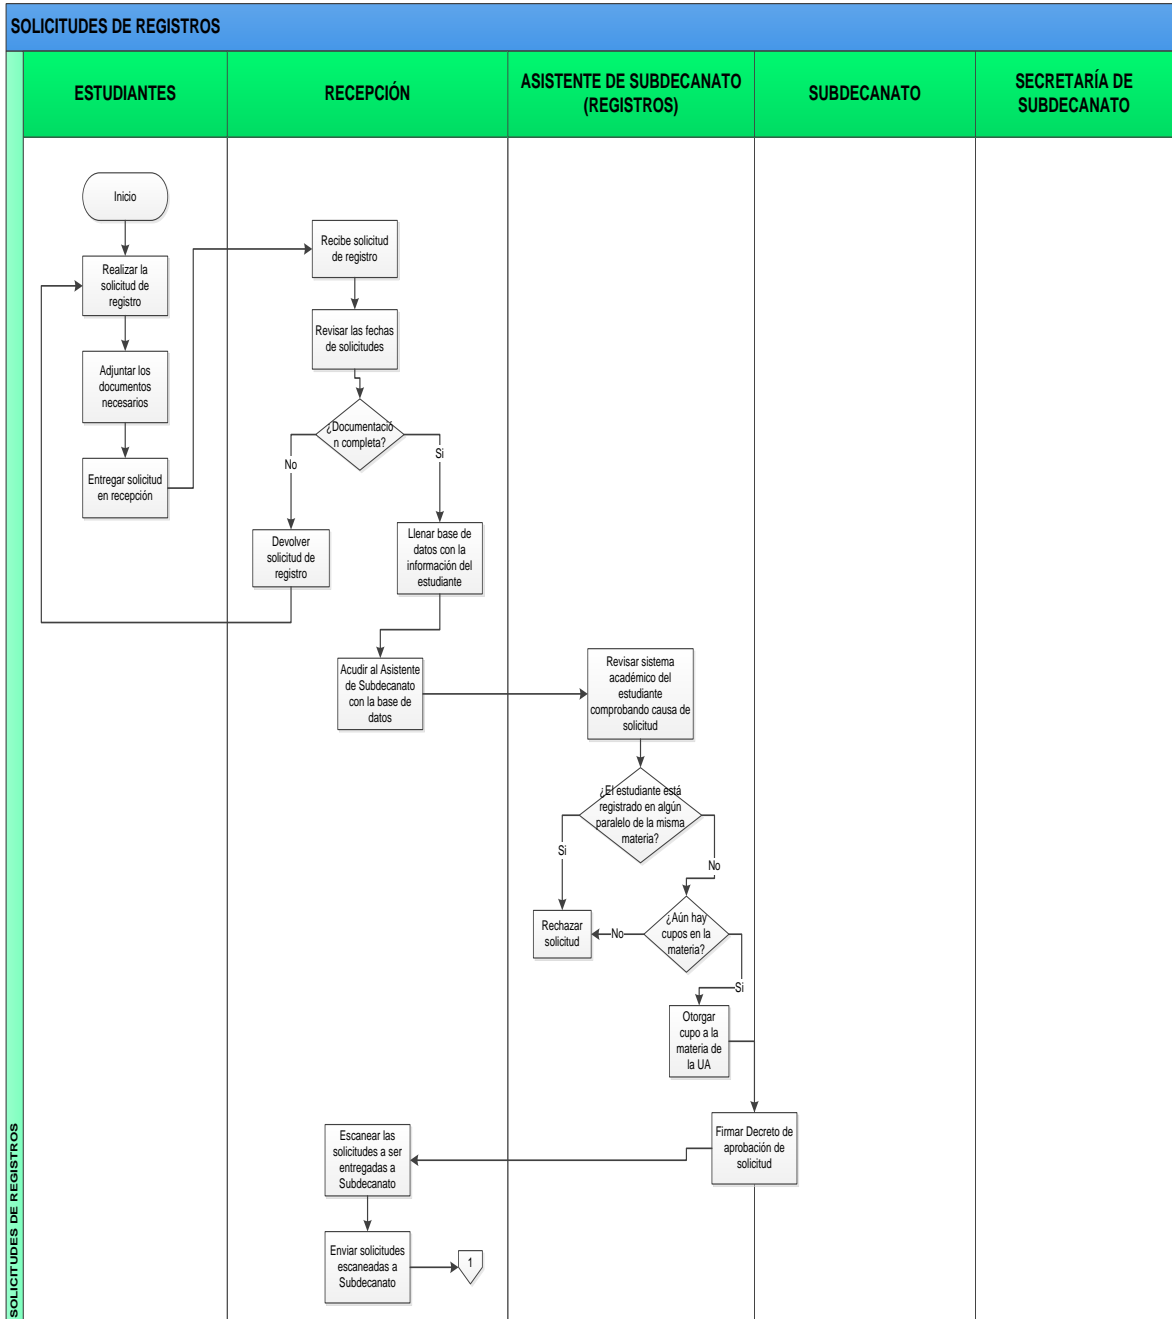 SOLICITUDES DE REGISTROS
ESTUDIANTES
RECEPCIÓN
ASISTENTE DE SUBDECANATO
(REGISTROS)
SUBDECANATO
SECRETARÍA DE
SUBDECANATO
Inicio
Realizar la
solicitud de
registro
Adjuntar los
documentos
necesarios
Entregar solicitud
en recepción
Recibe solicitud
de registro
Revisar las fechas
de solicitudes
¿Documentació
n completa?
No
Si
Devolver
solicitud de
registro
Llenar base de
datos con la
información del
estudiante
Acudir al Asistente
de Subdecanato
con la base de
datos
Revisar sistema
académico del
estudiante
comprobando causa de
solicitud
¿El estudiante está
registrado en algún
paralelo de la misma
materia?
Si
No
Rechazar
solicitud
No
¿Aún hay
cupos en la
materia?
Si
Otorgar
cupo a la
materia de
la UA
Firmar Decreto de
aprobación de
solicitud
Escanear las
solicitudes a ser
entregadas a
Subdecanato
Enviar solicitudes
escaneadas a
Subdecanato
1
SOLICITUDES DE REGISTROS